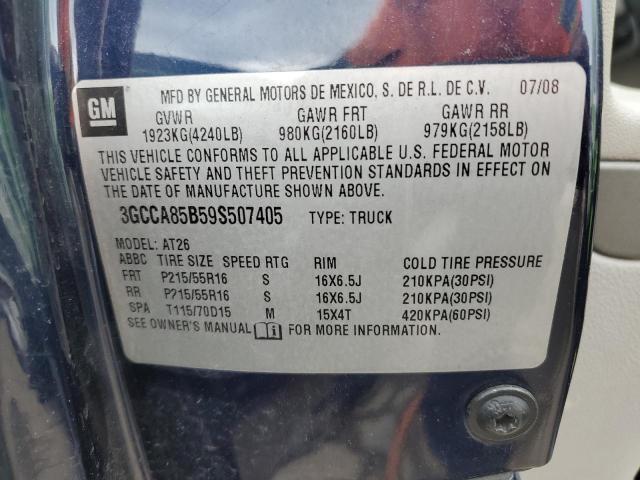 MFD BY GENERAL MOTORS DE MEXICO, S. DE R.L. DE C.V. 07/08
GM
GVWR GAWR FRT GAWR RR
1923KG(4240LB) 980KG(2160LB) 979KG(2158LB)
THIS VEHICLE CONFORMS TO ALL APPLICABLE U.S. FEDERAL MOTOR
VEHICLE SAFETY AND THEFT PREVENTION STANDARDS IN EFFECT ON
THE DATE OF MANUFACTURE SHOWN ABOVE.
3GCCA85B59S507405 TYPE: TRUCK
MODEL: AT26
ABBC TIRE SIZE SPEED RTG RIM COLD TIRE PRESSURE
FRT P215/55R16 S 16X6.5J 210KPA(30PSI)
RR P215/55R16 S 16X6.5J 210KPA(30PSI)
SPA T115/70D15 M 15X4T 420KPA(60PSI)
SEE OWNER'S MANUAL FOR MORE INFORMATION.